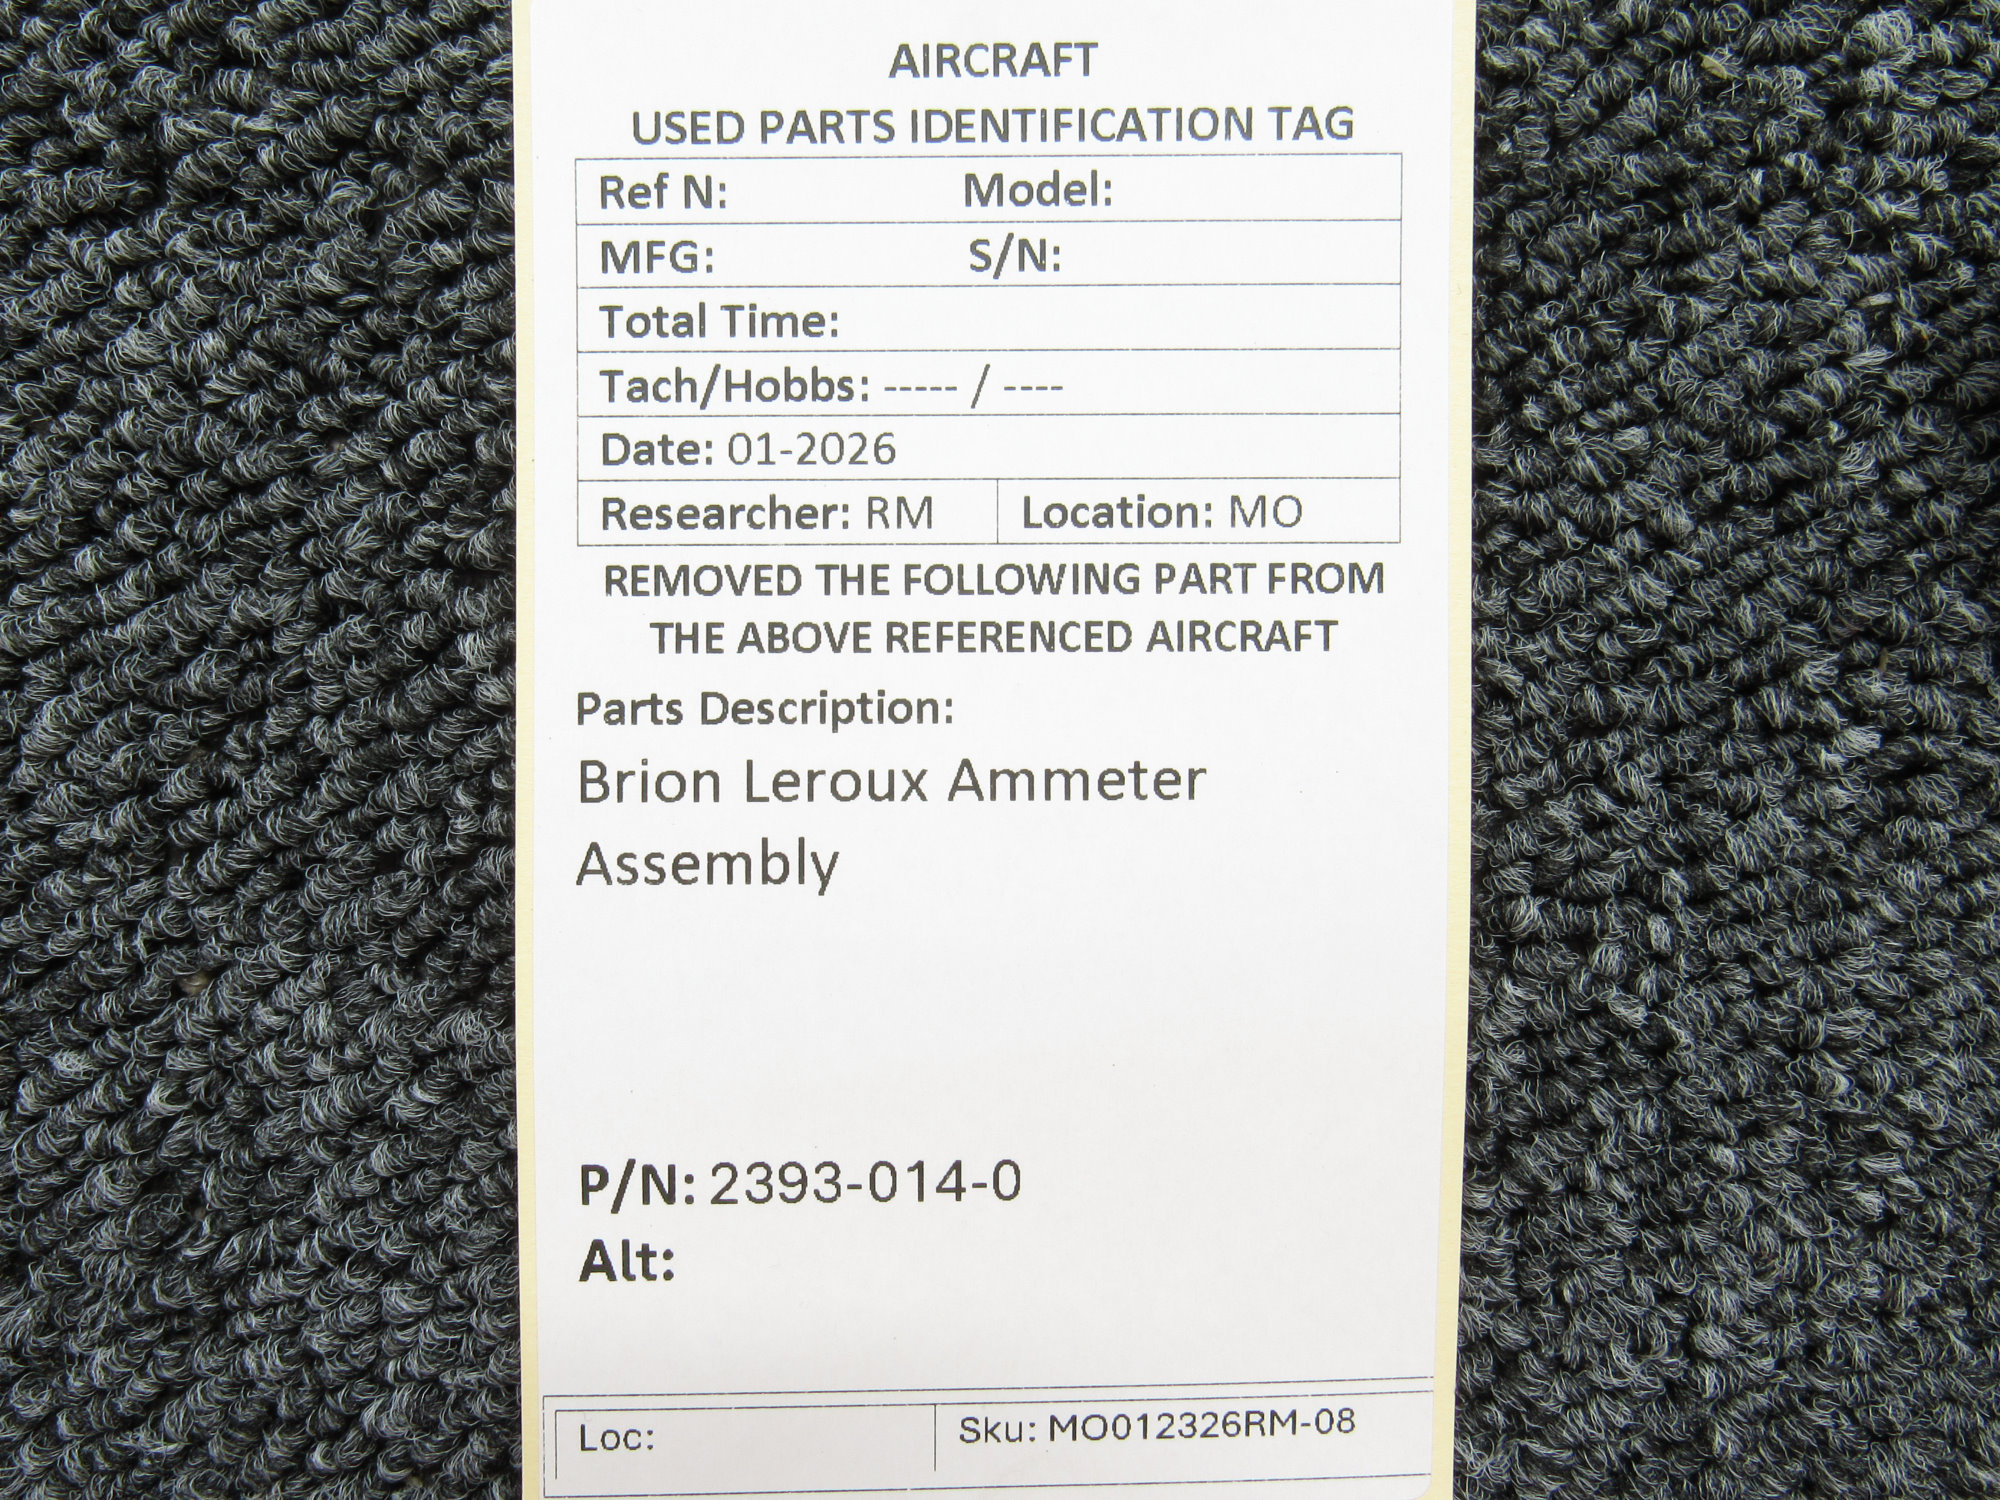 AIRCRAFT
USED PARTS IDENTIFICATION TAG
Ref N: Model:
MFG: S/N:
Total Time:
Tach/Hobbs: ----- / ----
Date: 01-2026
Researcher: RM Location: MO
REMOVED THE FOLLOWING PART FROM
THE ABOVE REFERENCED AIRCRAFT
Parts Description:
Brion Leroux Ammeter
Assembly
P/N: 2393-014-0
Alt:
Loc: Sku: MO012326RM-08